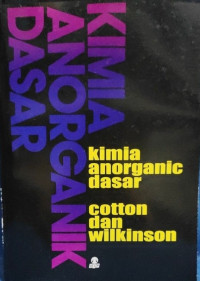 KIMIA
ANORGANIK
DASAR
kimia
anorganic
dasar
cotton
dan
wilkinson